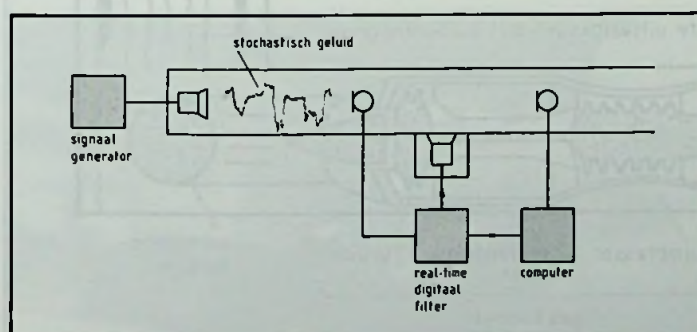 stochastisch geluid
signaal
generator
real-time
digitaal
filter
computer